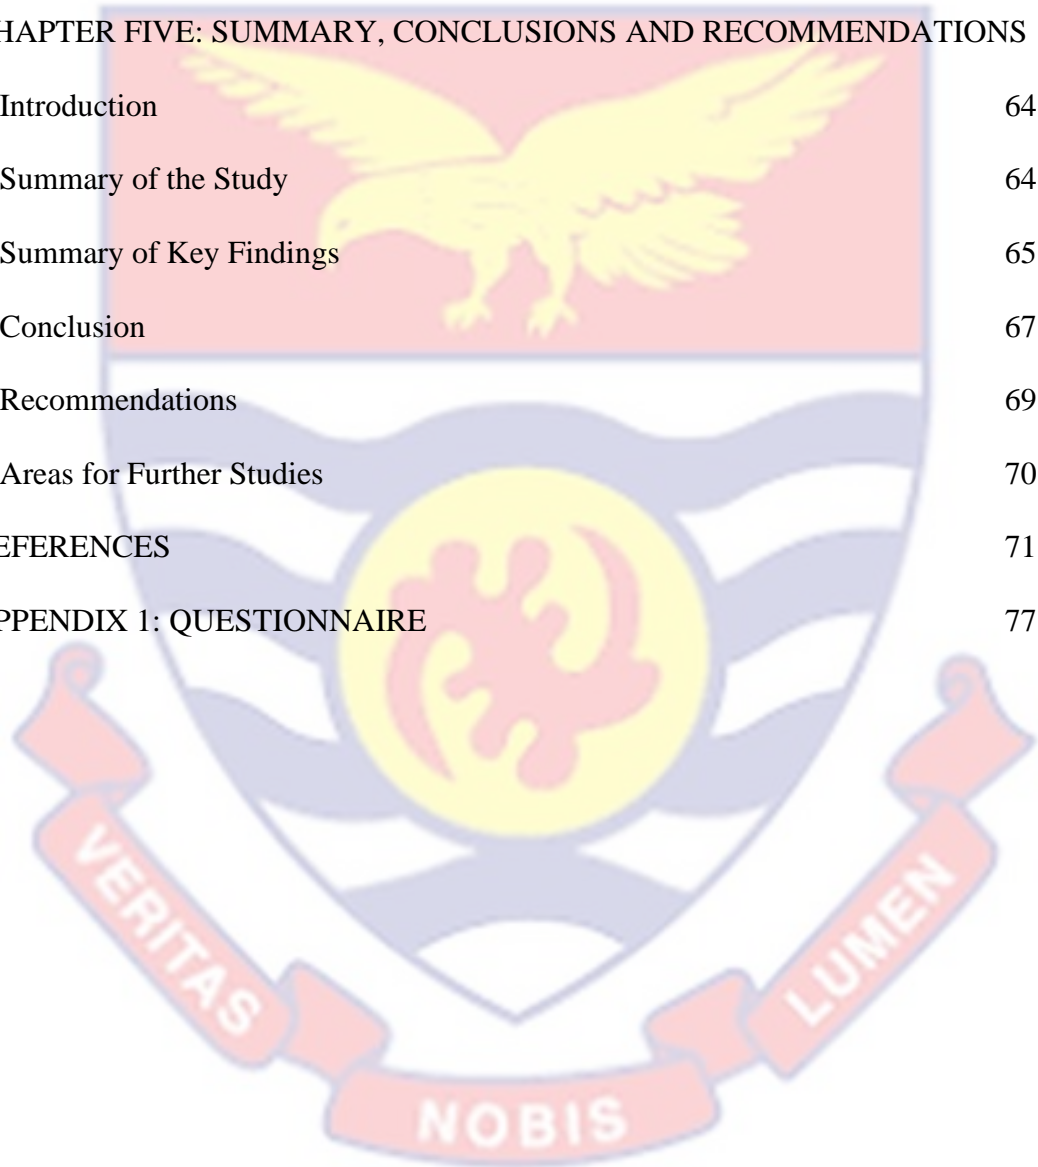 HAPTER FIVE: SUMMARY, CONCLUSIONS AND RECOMMENDATIONS
Introduction 64
Summary of the Study 64
Summary of Key Findings 65
Conclusion 67
Recommendations 69
Areas for Further Studies 70
EFERENCES 71
PPENDIX 1: QUESTIONNAIRE 77
VERITAS
NOBIS
LUMEN